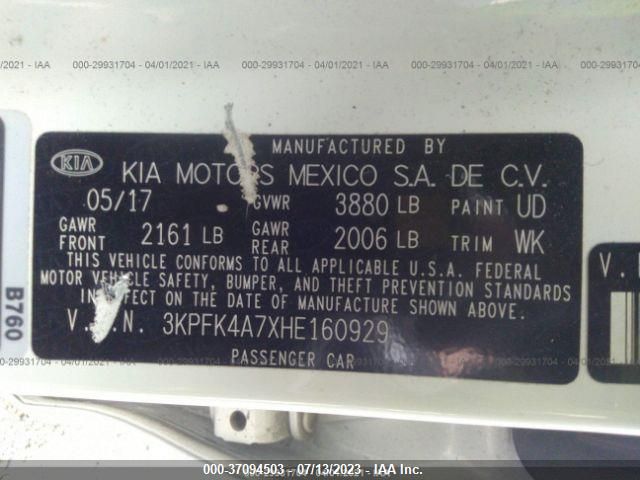 000-29931704 - 04/01/2021 - IAA
MANUFACTURED BY
KIA
KIA MOTORS MEXICO S.A. DE C.V.
05/17 GVWR 3880 LB PAINT UD
GAWR FRONT 2161 LB GAWR REAR 2006 LB TRIM WK
THIS VEHICLE CONFORMS TO ALL APPLICABLE U.S.A. FEDERAL
MOTOR VEHICLE SAFETY, BUMPER, AND THEFT PREVENTION STANDARDS
IN EFFECT ON THE DATE OF MANUFACTURE SHOWN ABOVE.
V.I.N. 3KPFK4A7XHE160929
PASSENGER CAR
B760
V.
000-37094503 - 07/13/2023 - IAAI.com